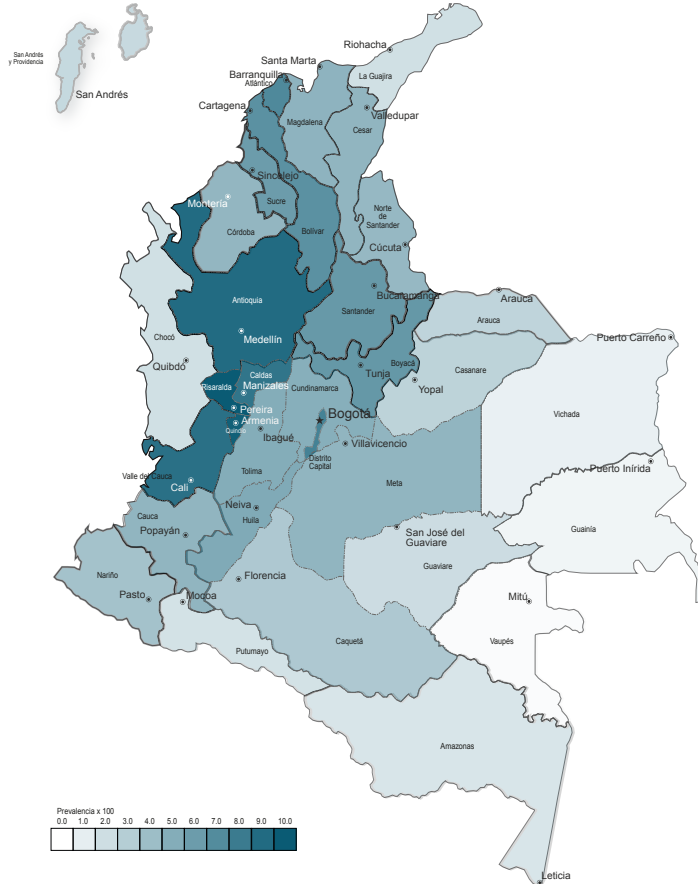 San Andrés
y Providencia
San Andrés
Riohacha
Santa Marta
La Guajira
Barranquilla
Atlántico
Cartagena
Magdalena
Valledupar
Cesar
Sincelejo
Montería
Sucre
Norte
de
Santander
Córdoba
Bolívar
Cúcuta
Bucaramanga
Arauca
Antioquia
Santander
Arauca
Medellín
Chocó
Puerto Carreño
Quibdó
Boyacá
Caldas
Tunja
Casanare
Risaralda
Manizales
Cundinamarca
Yopal
Pereira
Armenia
Bogotá
Vichada
Quindío
Ibagué
Villavicencio
Distrito
Capital
Puerto Inírida
Valle del Cauca
Tolima
Cali
Meta
Neiva
Cauca
Huila
Popayán
San José del
Guaviare
Guainía
Nariño
Florencia
Guaviare
Pasto
Mocoa
Mitú
Caquetá
Vaupés
Putumayo
Amazonas
Prevalencia x 100
0.0 1.0 2.0 3.0 4.0 5.0 6.0 7.0 8.0 9.0 10.0
Leticia